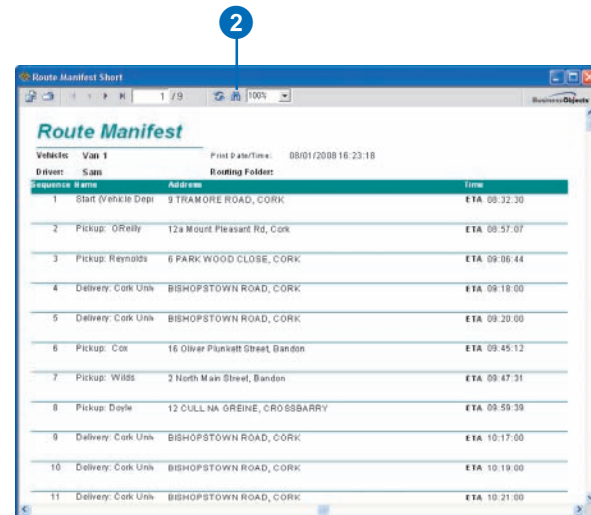 2
Route Manifest Short
1 /9 100%
BusinessObjects
Route Manifest
Vehicle: Van 1 Print Date/Time: 08/01/2008 16:23:18
Driver: Sam Routing Folder:
Sequence Name Address Time
1 Start (Vehicle Depi 9 TRAMORE ROAD, CORK ETA 08:32:30
2 Pickup: OReilly 12a Mount Pleasant Rd, Cork ETA 08:57:07
3 Pickup: Reynolds 6 PARK WOOD CLOSE, CORK ETA 09:06:44
4 Delivery: Cork Univ BISHOPSTOWN ROAD, CORK ETA 09:18:00
5 Delivery: Cork Univ BISHOPSTOWN ROAD, CORK ETA 09:20:00
6 Pickup: Cox 16 Oliver Plunkett Street, Bandon ETA 09:45:12
7 Pickup: Wilds 2 North Main Street, Bandon ETA 09:47:31
8 Pickup: Doyle 12 CULL NA GREINE, CROSSBARRY ETA 09:59:39
9 Delivery: Cork Univ BISHOPSTOWN ROAD, CORK ETA 10:17:00
10 Delivery: Cork Univ BISHOPSTOWN ROAD, CORK ETA 10:19:00
11 Delivery: Cork Univ BISHOPSTOWN ROAD, CORK ETA 10:21:00